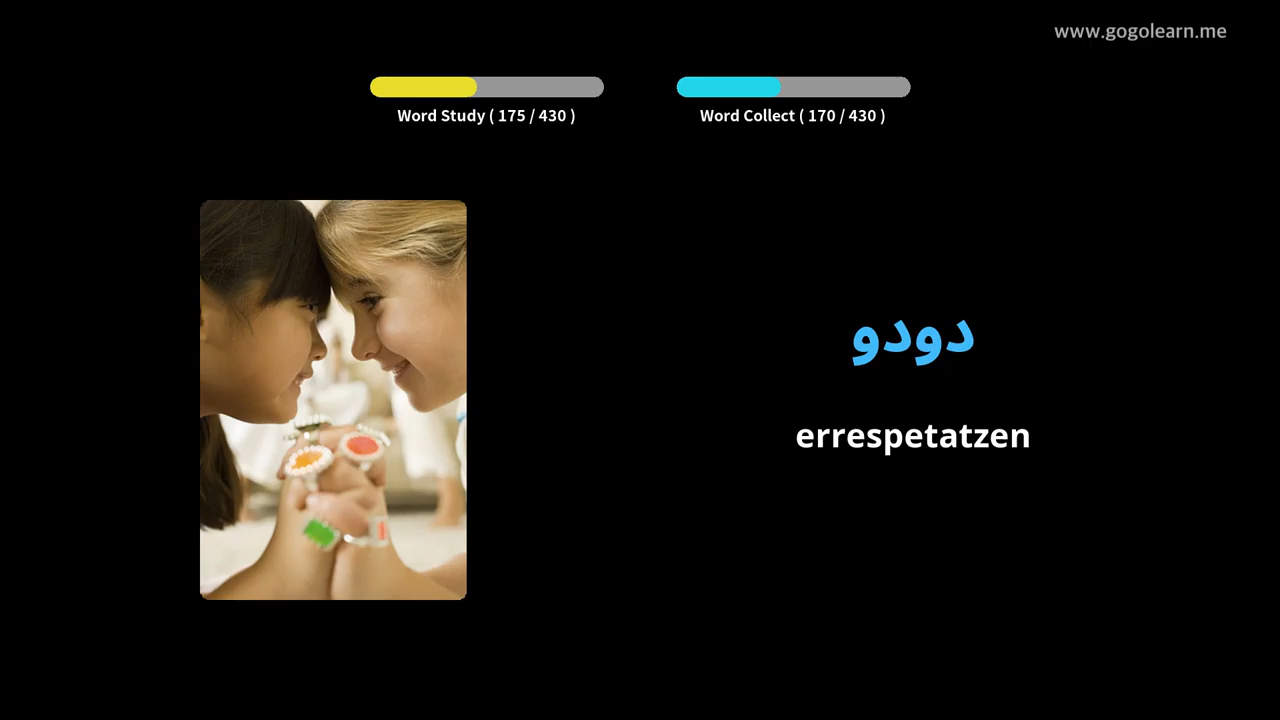 www.gogolearn.me
Word Study ( 175 / 430 )
Word Collect ( 170 / 430 )
دودو
errespetatzen